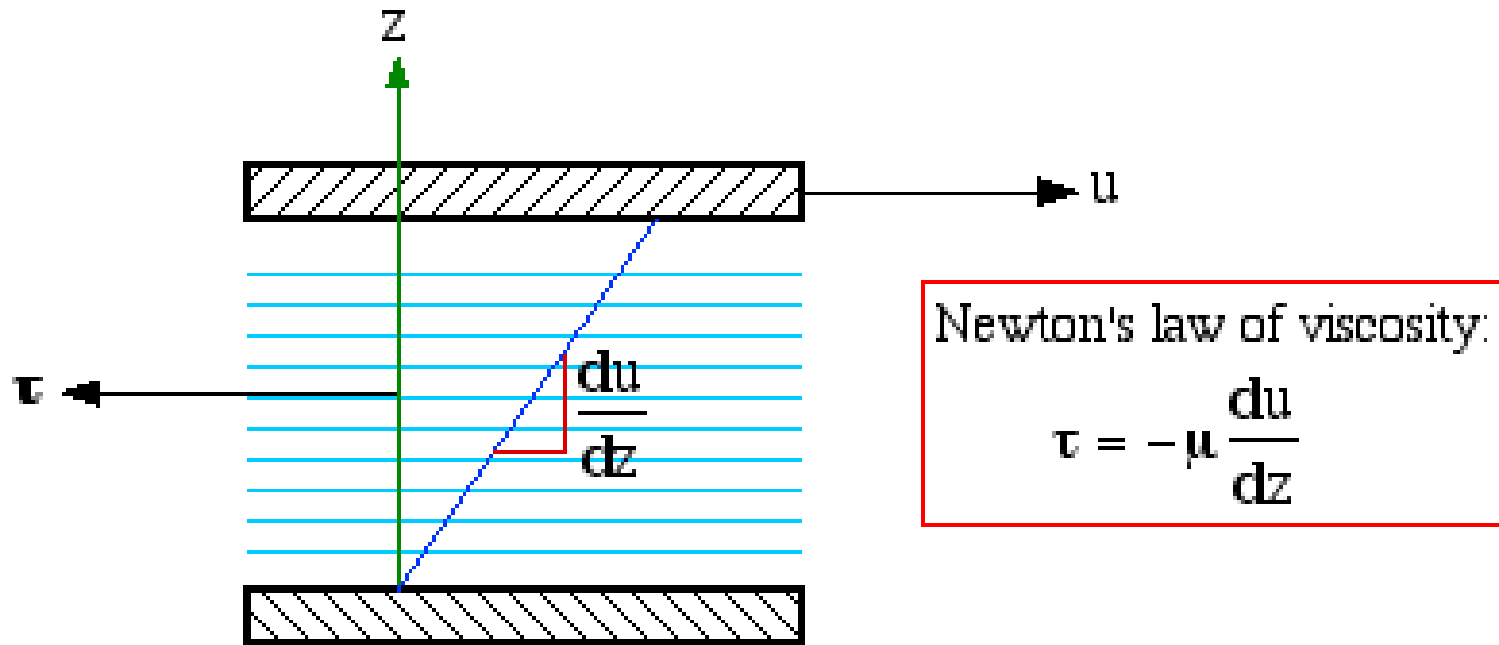 z
u
Newton's law of viscosity:
τ
du
dz
τ = −μ du
dz